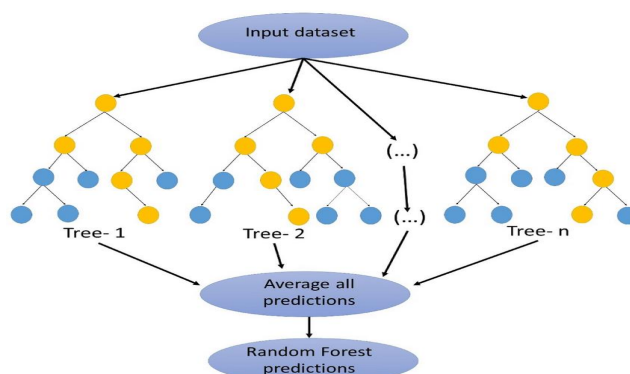 Input dataset
(...)
(...)
Tree- 1
Tree- 2
Tree- n
Average all
predictions
Random Forest
predictions